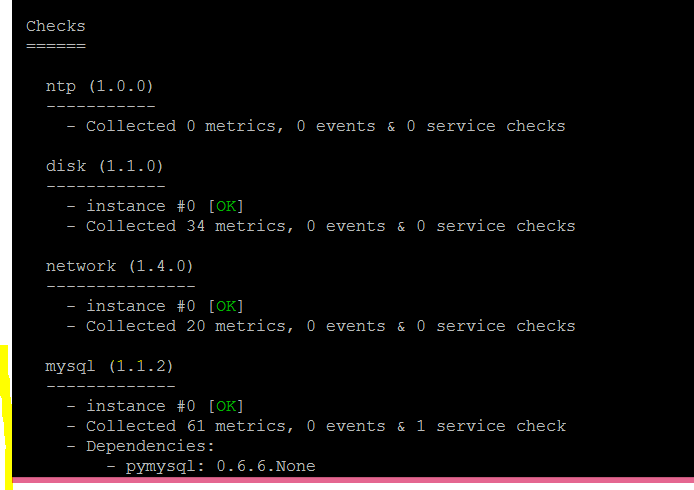 Checks
======
ntp (1.0.0)
-----------
- Collected 0 metrics, 0 events & 0 service checks
disk (1.1.0)
------------
- instance #0 [OK]
- Collected 34 metrics, 0 events & 0 service checks
network (1.4.0)
---------------
- instance #0 [OK]
- Collected 20 metrics, 0 events & 0 service checks
mysql (1.1.2)
-------------
- instance #0 [OK]
- Collected 61 metrics, 0 events & 1 service check
- Dependencies:
- pymysql: 0.6.6.None